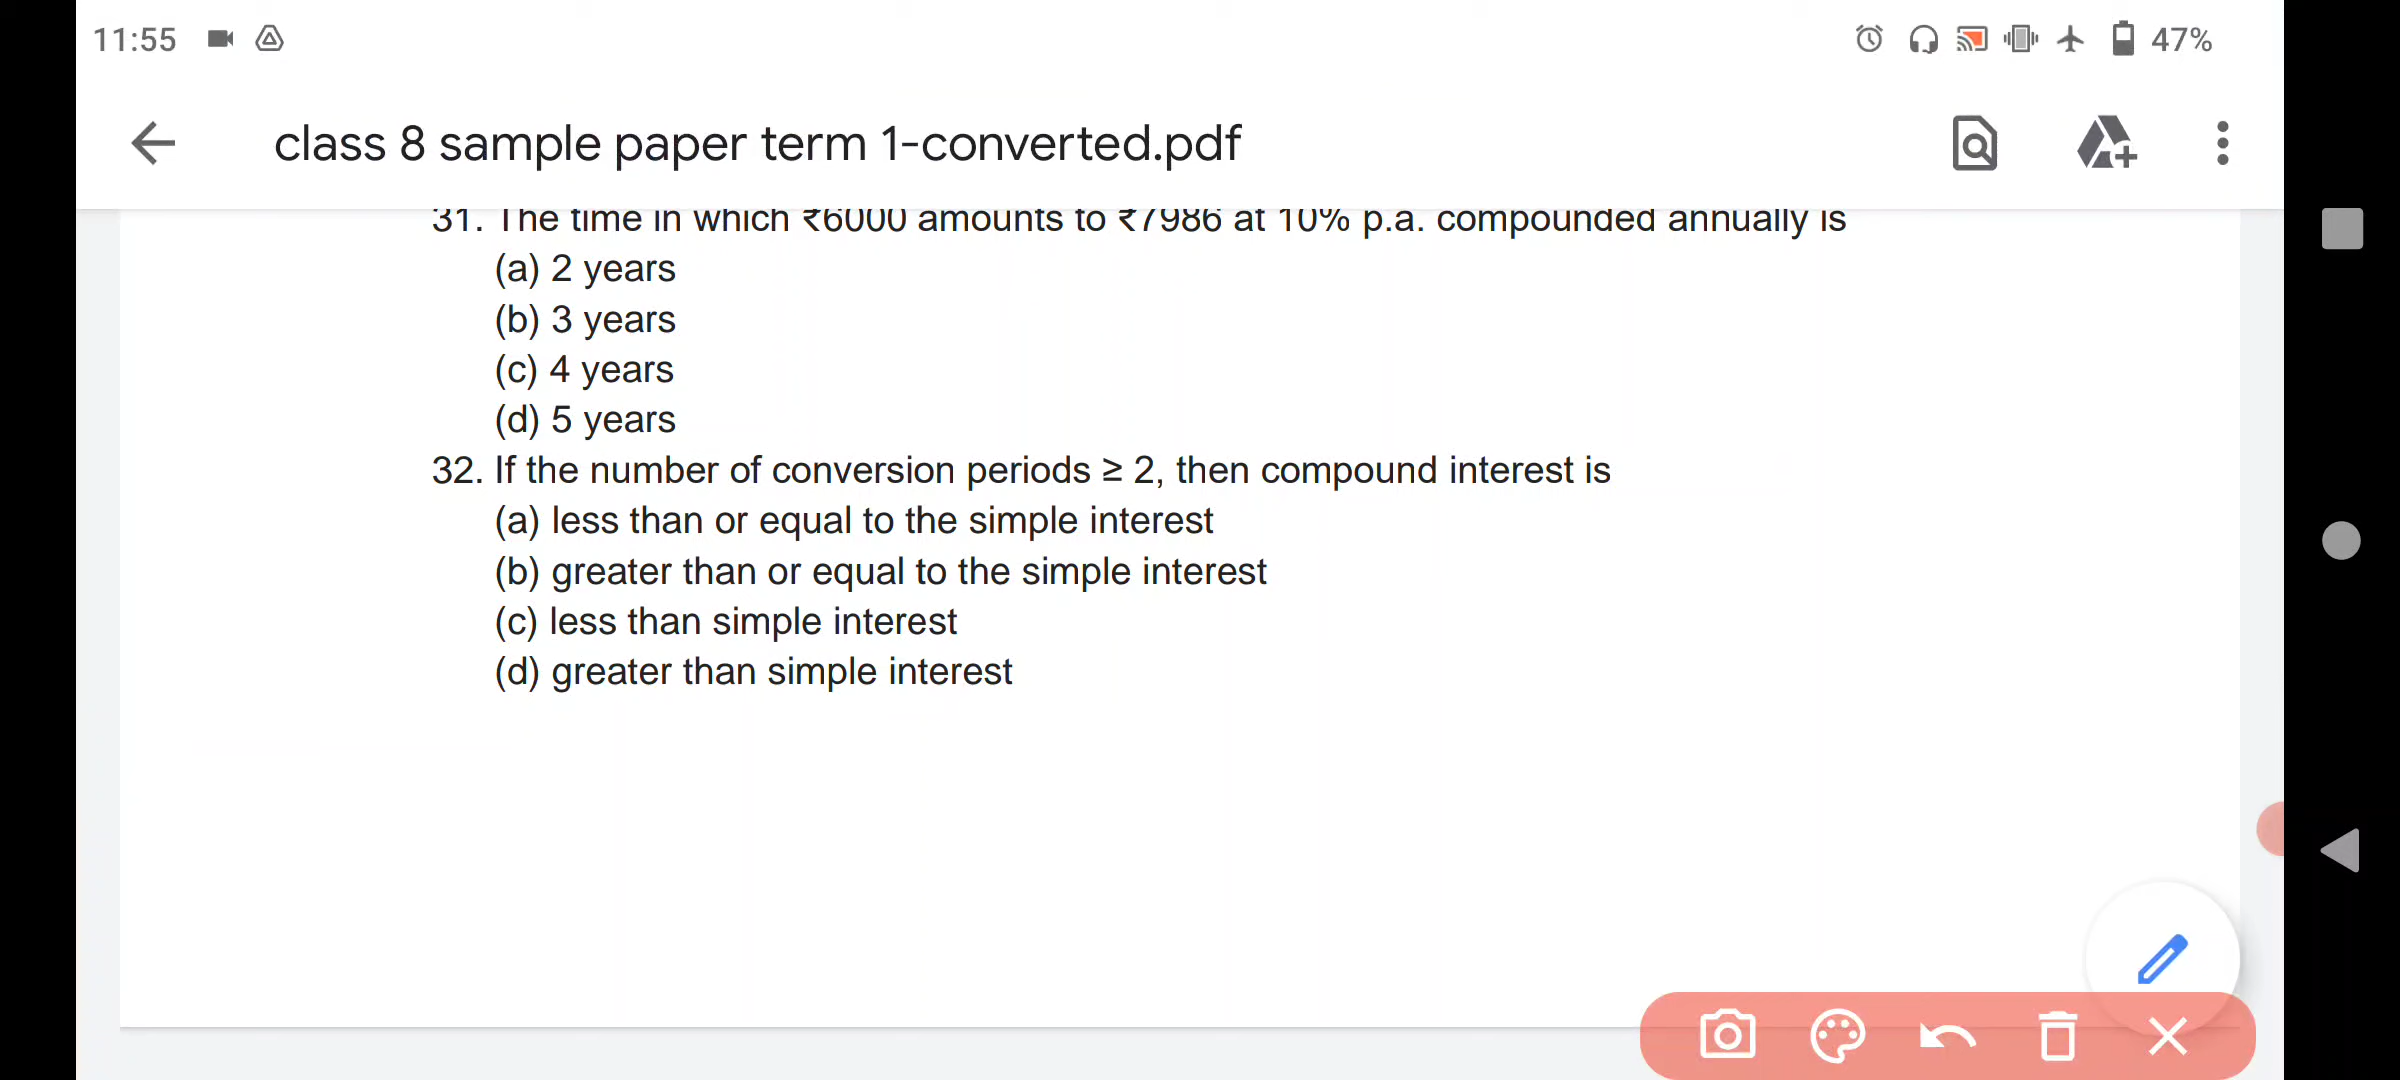 11:55
47%
class 8 sample paper term 1-converted.pdf
31. The time in which ₹6000 amounts to ₹7986 at 10% p.a. compounded annually is
(a) 2 years
(b) 3 years
(c) 4 years
(d) 5 years
32. If the number of conversion periods ≥ 2, then compound interest is
(a) less than or equal to the simple interest
(b) greater than or equal to the simple interest
(c) less than simple interest
(d) greater than simple interest